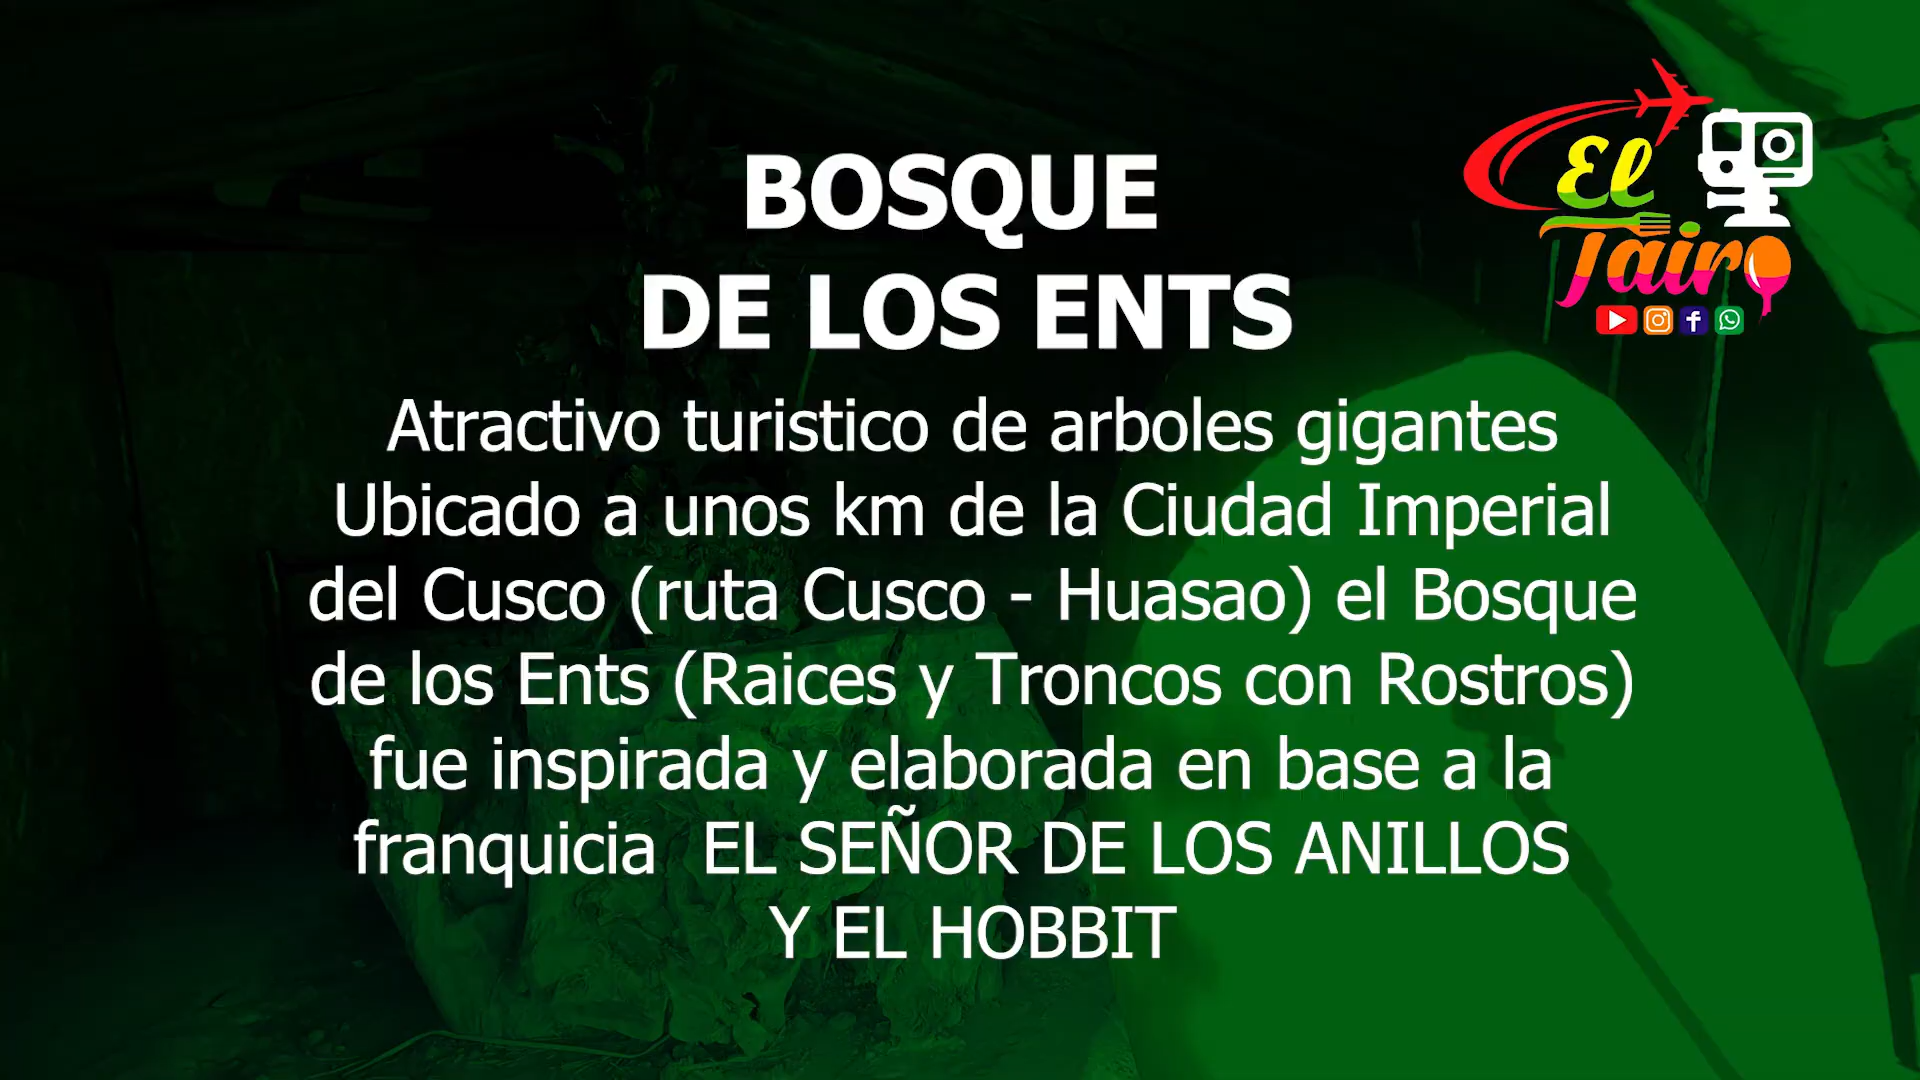 BOSQUE
DE LOS ENTS
El
Tairo
Atractivo turistico de arboles gigantes
Ubicado a unos km de la Ciudad Imperial
del Cusco (ruta Cusco - Huasao) el Bosque
de los Ents (Raices y Troncos con Rostros)
fue inspirada y elaborada en base a la
franquicia  EL SEÑOR DE LOS ANILLOS
Y EL HOBBIT